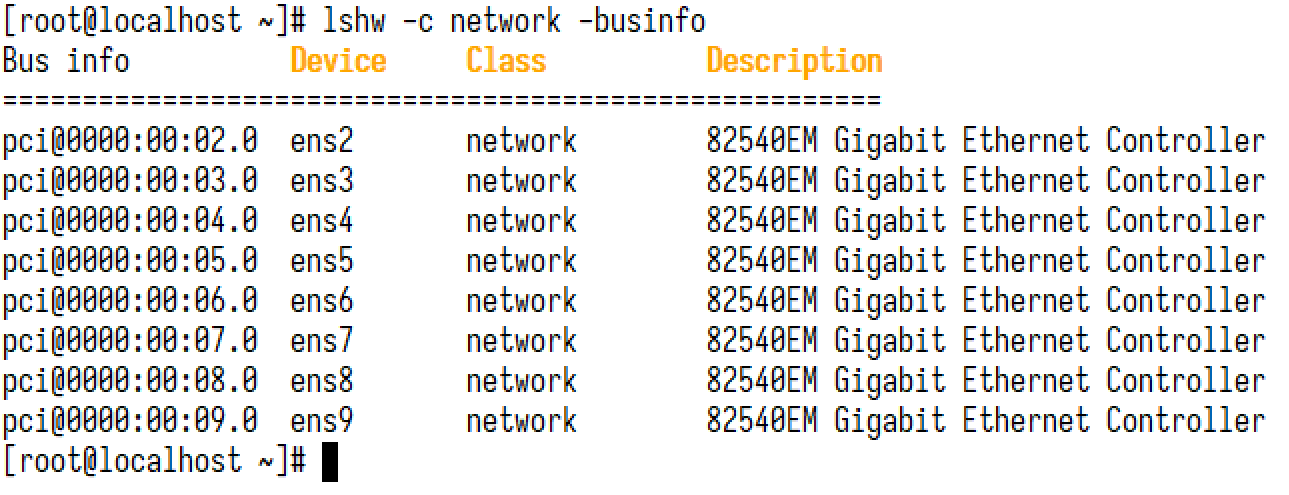 [root@localhost ~]# lshw -c network -businfo
Bus info          Device     Class          Description
=======================================================
pci@0000:00:02.0  ens2       network        82540EM Gigabit Ethernet Controller
pci@0000:00:03.0  ens3       network        82540EM Gigabit Ethernet Controller
pci@0000:00:04.0  ens4       network        82540EM Gigabit Ethernet Controller
pci@0000:00:05.0  ens5       network        82540EM Gigabit Ethernet Controller
pci@0000:00:06.0  ens6       network        82540EM Gigabit Ethernet Controller
pci@0000:00:07.0  ens7       network        82540EM Gigabit Ethernet Controller
pci@0000:00:08.0  ens8       network        82540EM Gigabit Ethernet Controller
pci@0000:00:09.0  ens9       network        82540EM Gigabit Ethernet Controller
[root@localhost ~]#